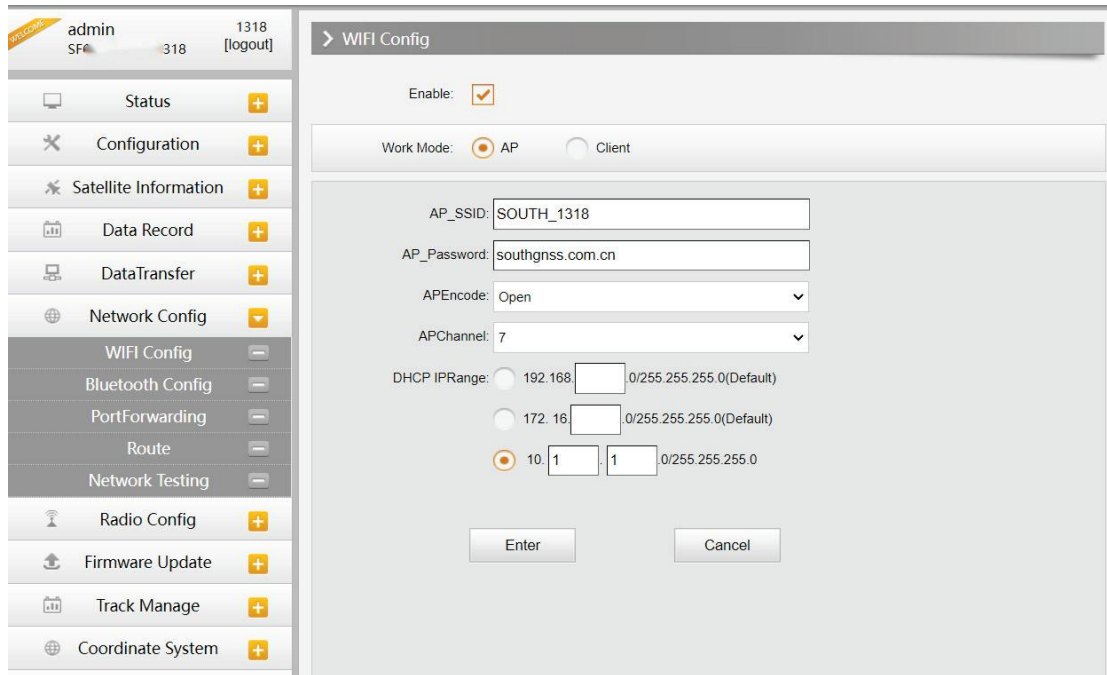 WELCOME
admin
1318
SF
318
[logout]
Status
Configuration
Satellite Information
Data Record
DataTransfer
Network Config
WIFI Config
Bluetooth Config
PortForwarding
Route
Network Testing
Radio Config
Firmware Update
Track Manage
Coordinate System
WIFI Config
Enable:
Work Mode: AP Client
AP_SSID: SOUTH_1318
AP_Password: southgnss.com.cn
APEncode: Open
APChannel: 7
DHCP IPRange: 192.168. .0/255.255.255.0(Default)
172. 16. .0/255.255.255.0(Default)
10. 1 . 1 .0/255.255.255.0
Enter Cancel